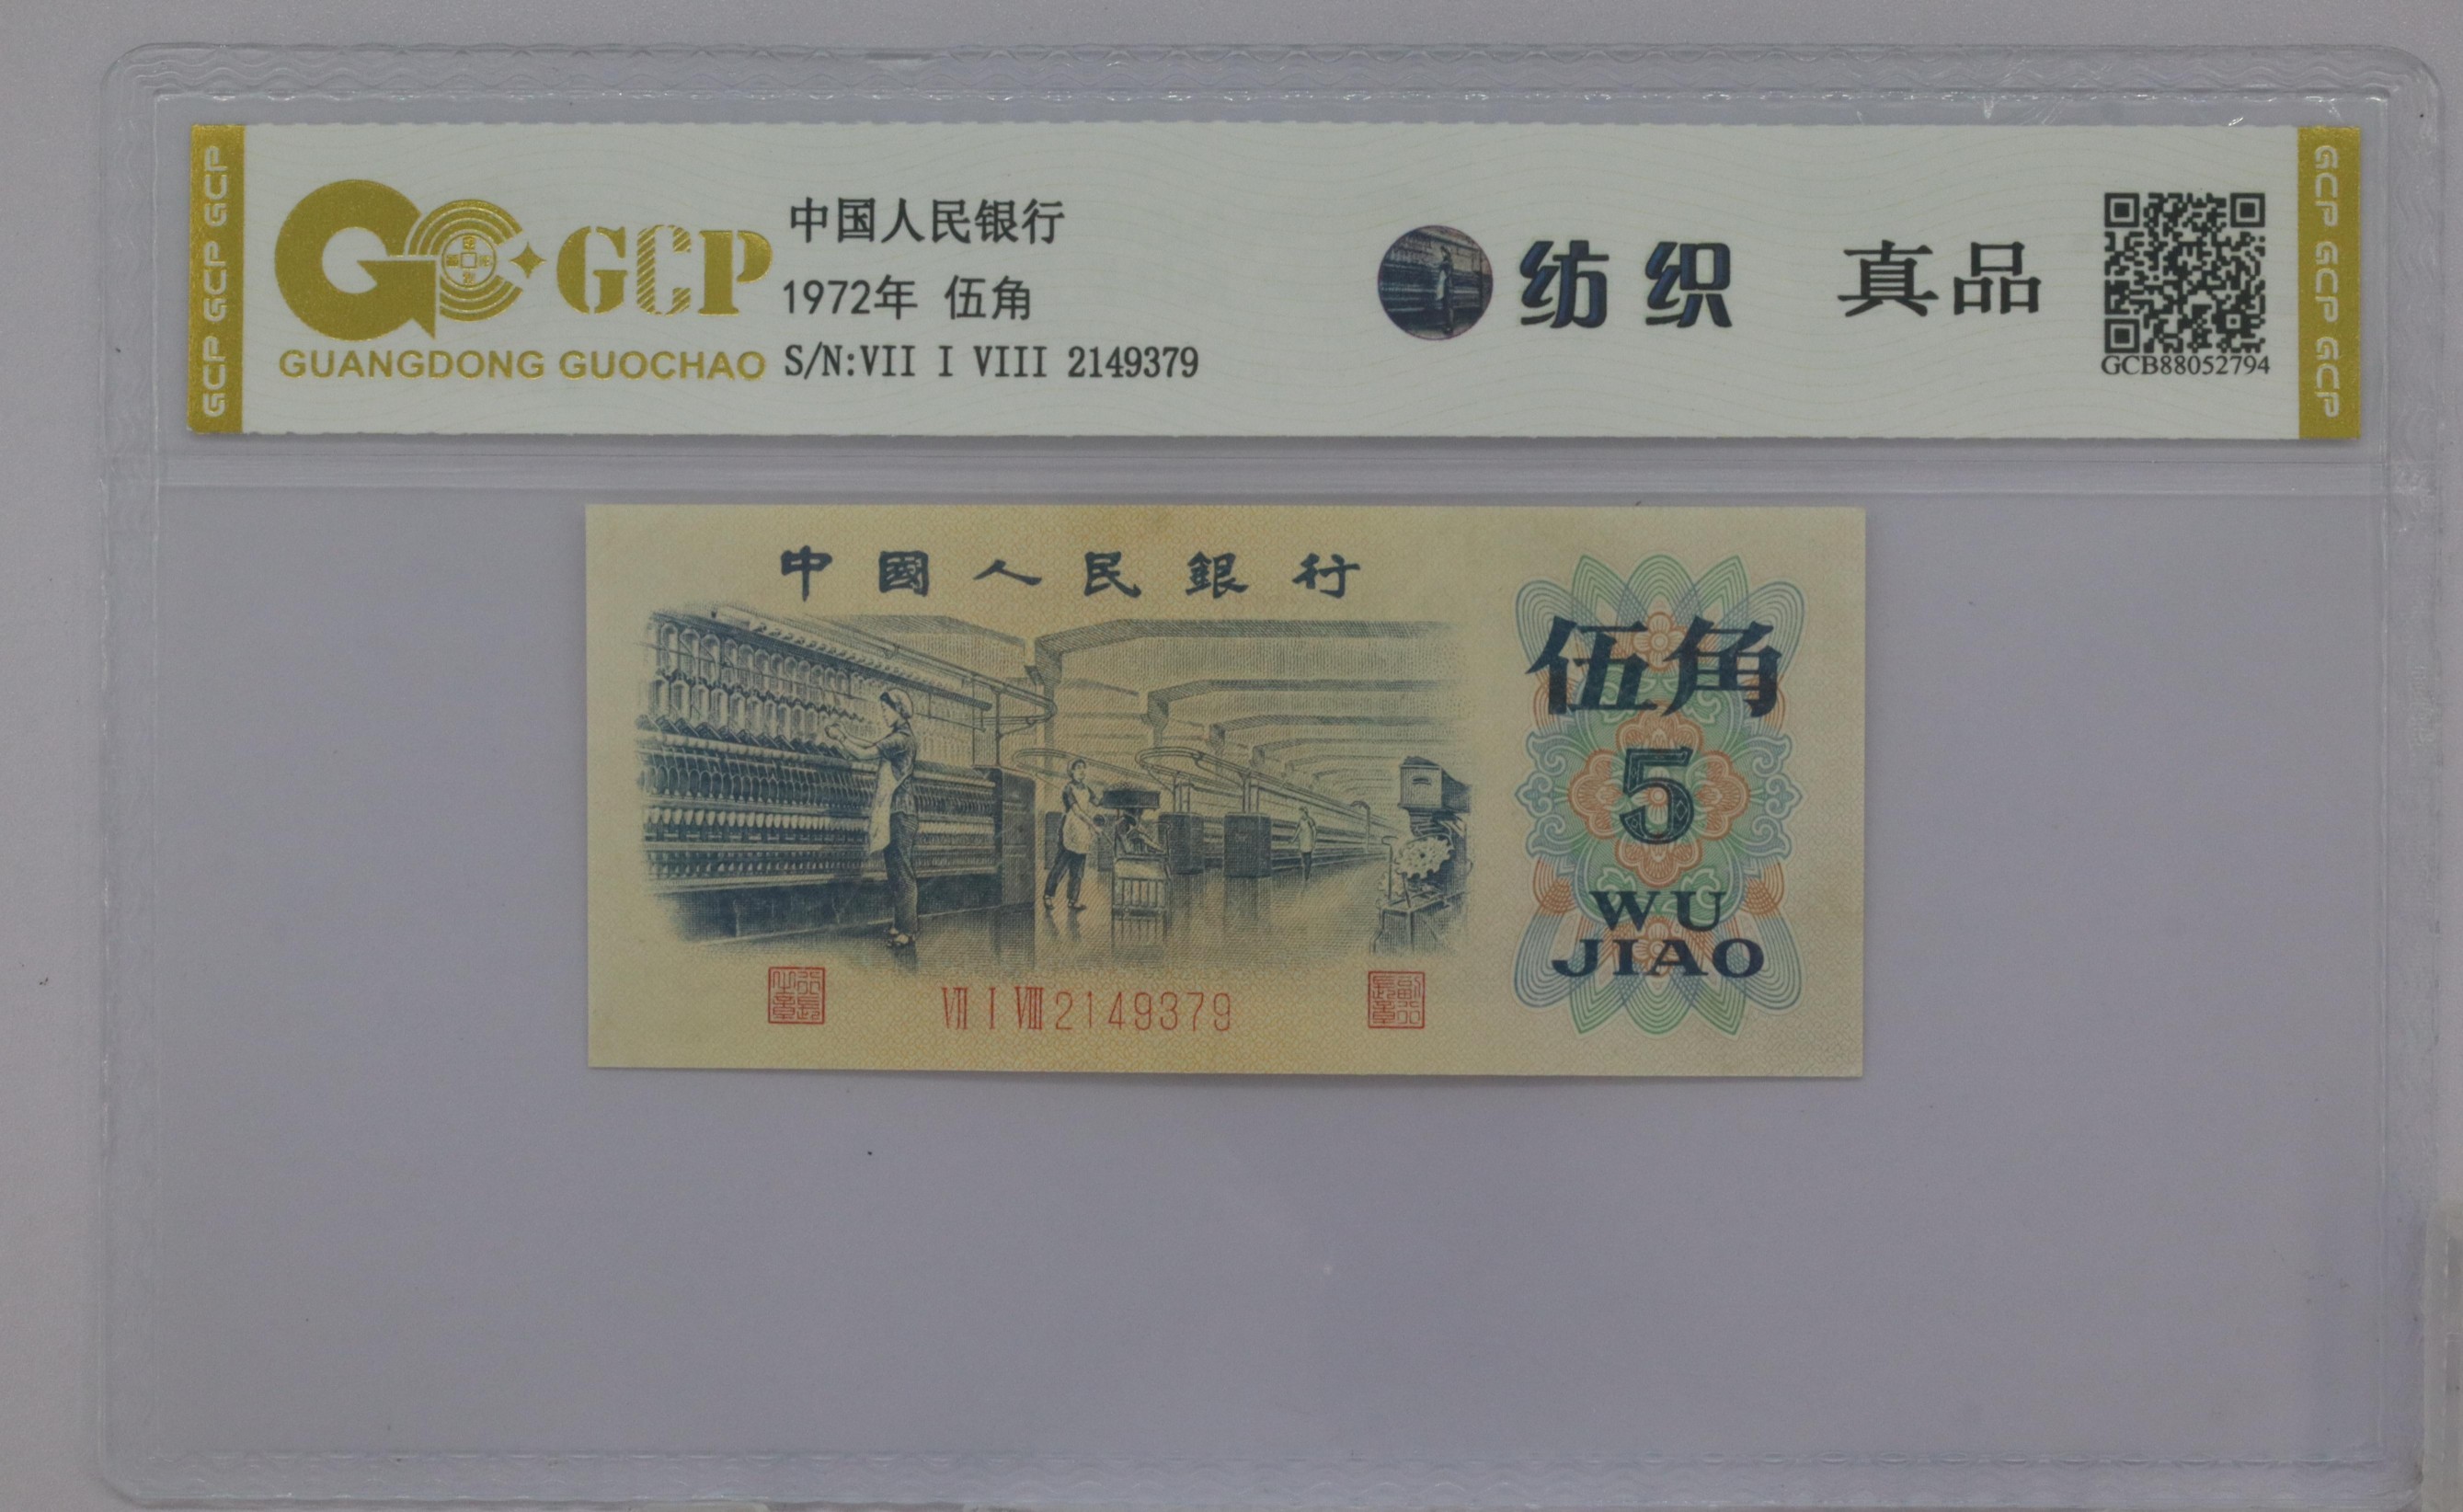 GCP GCP GCP
GCP
GUANGDONG GUOCHAO
中国人民银行
1972年 伍角
S/N:VII I VIII 2149379
纺织 真品
GCB88052794
GCP GCP GCP
中國人民銀行
伍角
5
WU
JIAO
Ⅶ Ⅰ Ⅷ 2149379